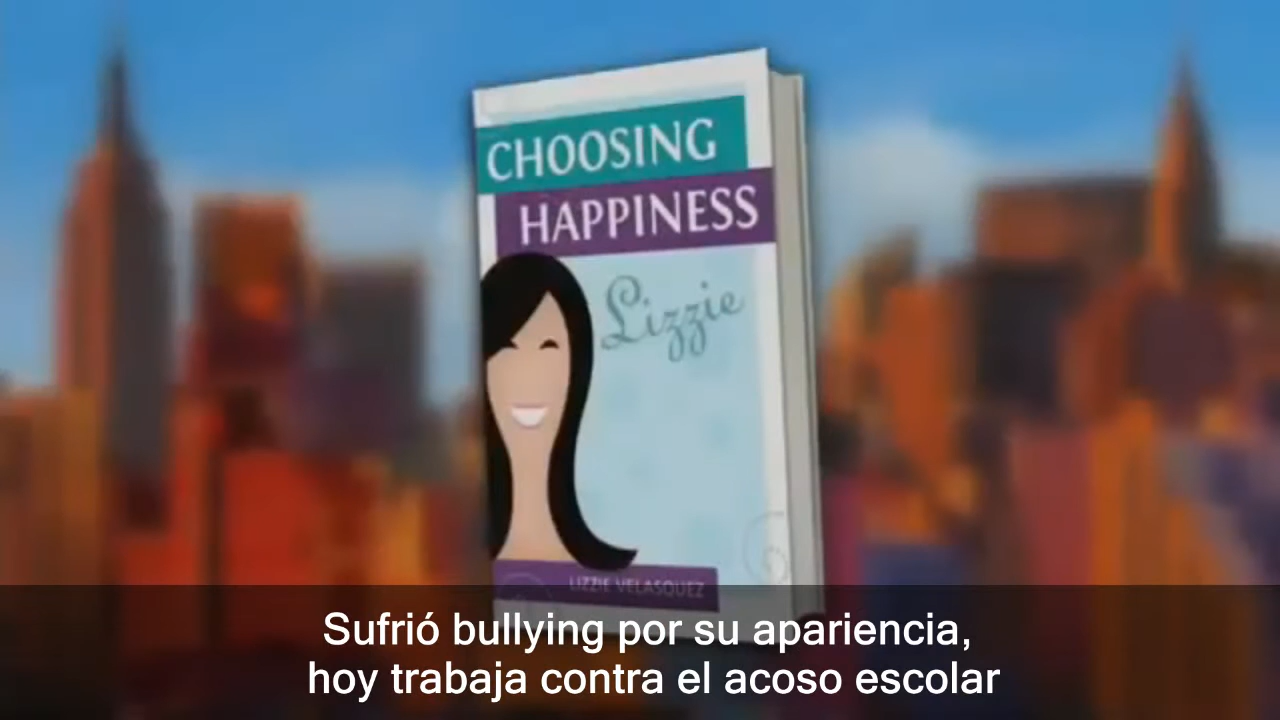 CHOOSING
HAPPINESS
Lizzie
LIZZIE VELASQUEZ
Sufrió bullying por su apariencia,
hoy trabaja contra el acoso escolar